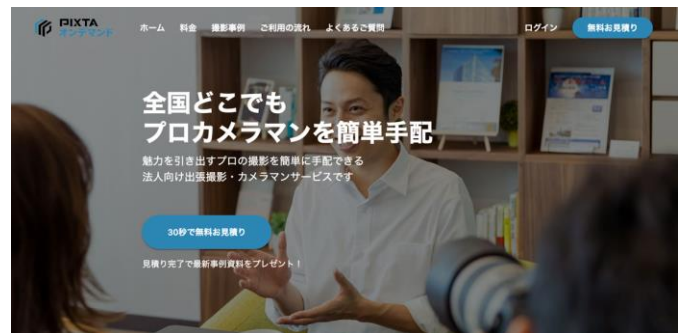 PIXTA
オンデマンド
ホーム 料金 撮影事例 ご利用の流れ よくあるご質問
ログイン
無料お見積り
全国どこでも
プロカメラマンを簡単手配
魅力を引き出すプロの撮影を簡単に手配できる
法人向け出張撮影・カメラマンサービスです
30秒で無料お見積り
見積り完了で最新事例資料をプレゼント！